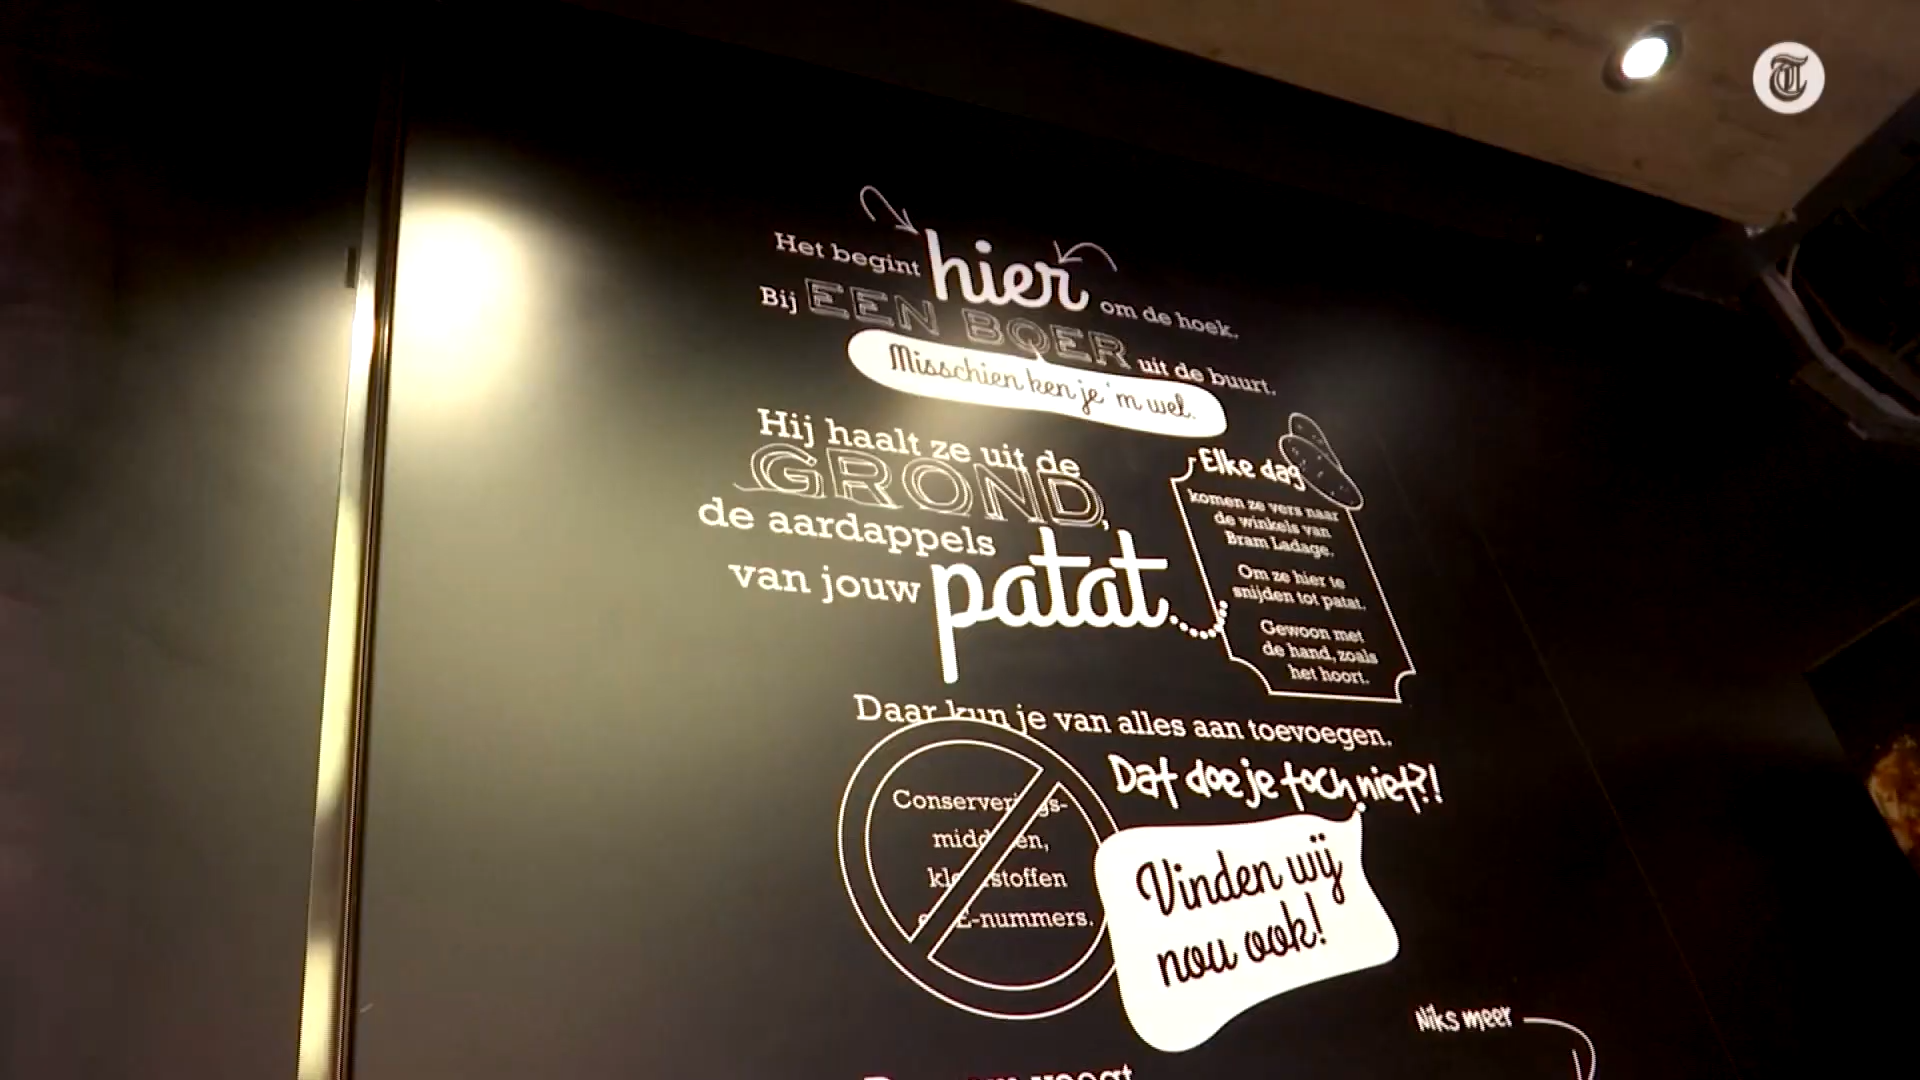 T
Het begint hier om de hoek.
Bij EEN BOER uit de buurt.
Misschien ken je 'm wel.
Hij haalt ze uit de
GROND,
de aardappels
van jouw patat
Elke dag
komen ze vers naar
de winkels van
Bram Ladage.
Om ze hier te
snijden tot patat.
Gewoon met
de hand, zoals
het hoort.
Daar kun je van alles aan toevoegen.
Dat doe je toch niet?!
Conserverings-
middelen,
kleurstoffen
en E-nummers.
Vinden wij
nou ook!
Niks meer
voegt